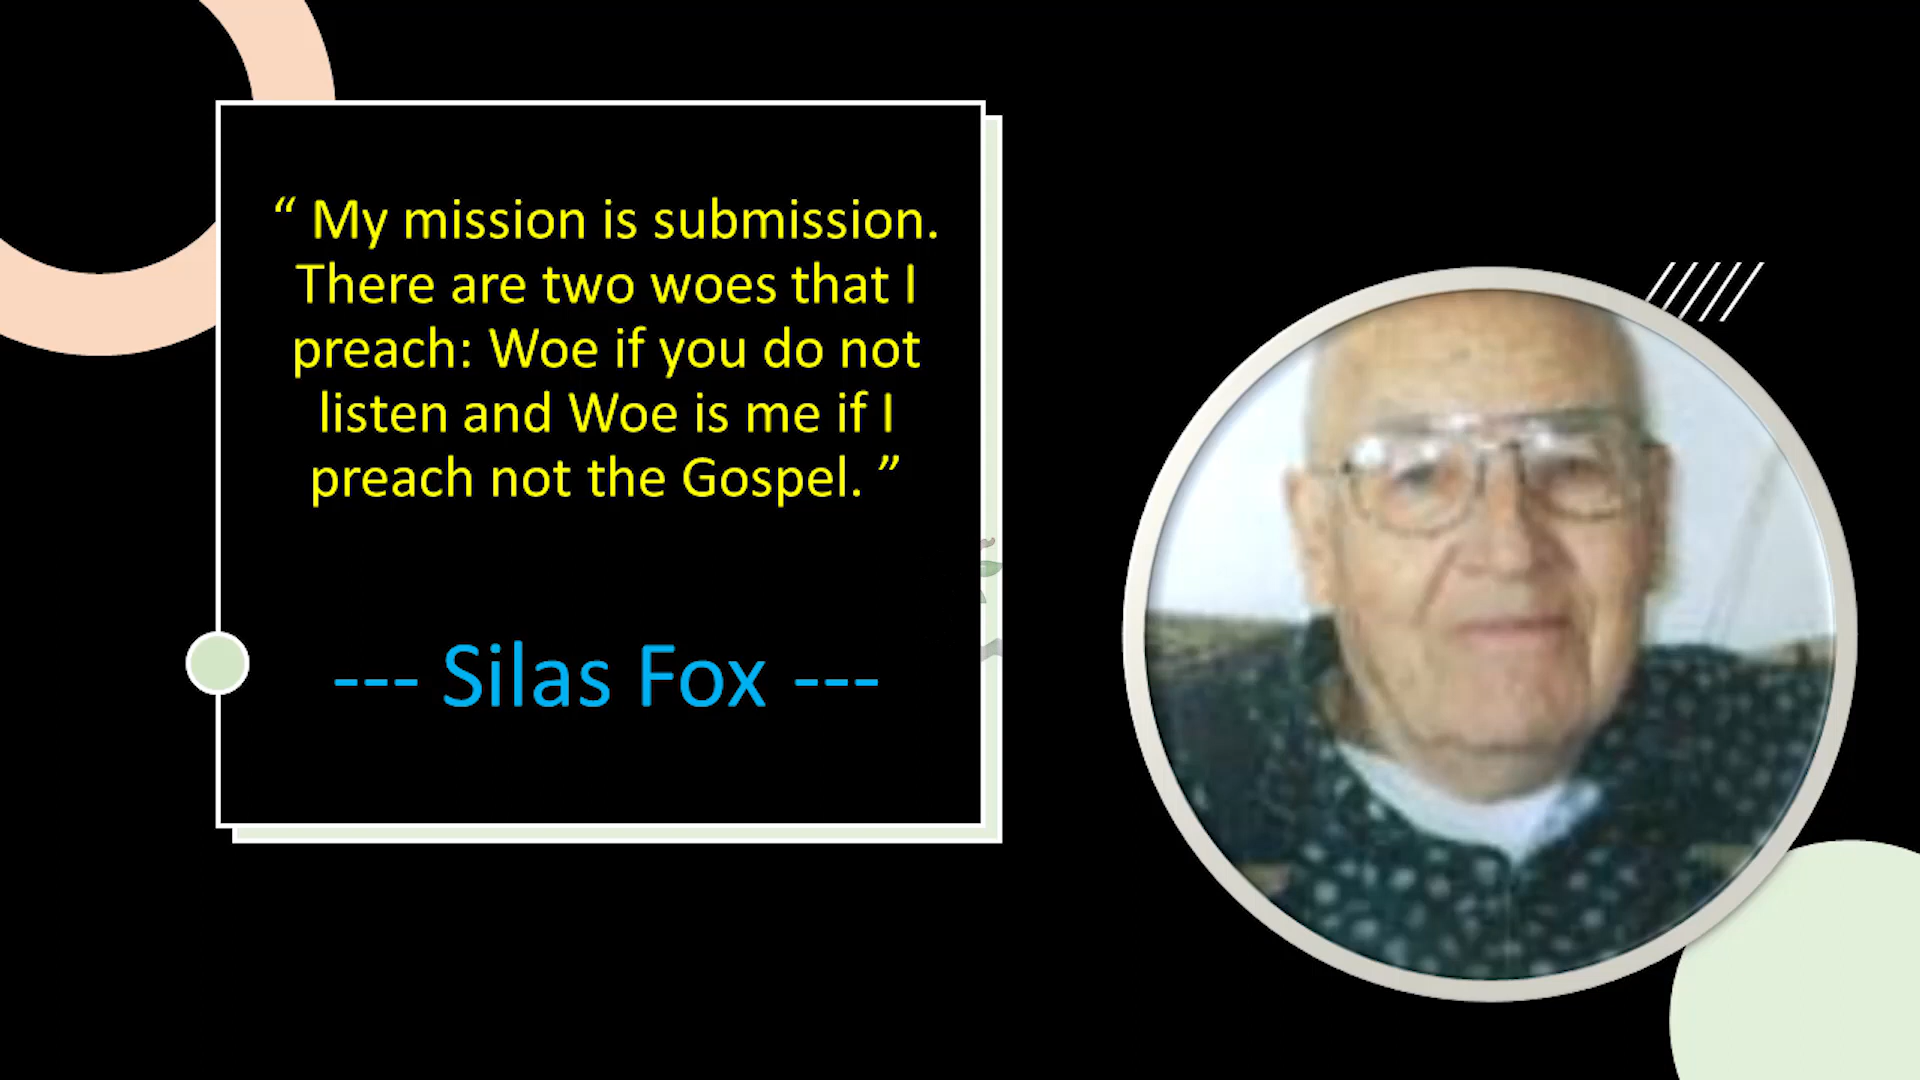 “ My mission is submission.
There are two woes that I
preach: Woe if you do not
listen and Woe is me if I
preach not the Gospel. ”
--- Silas Fox ---